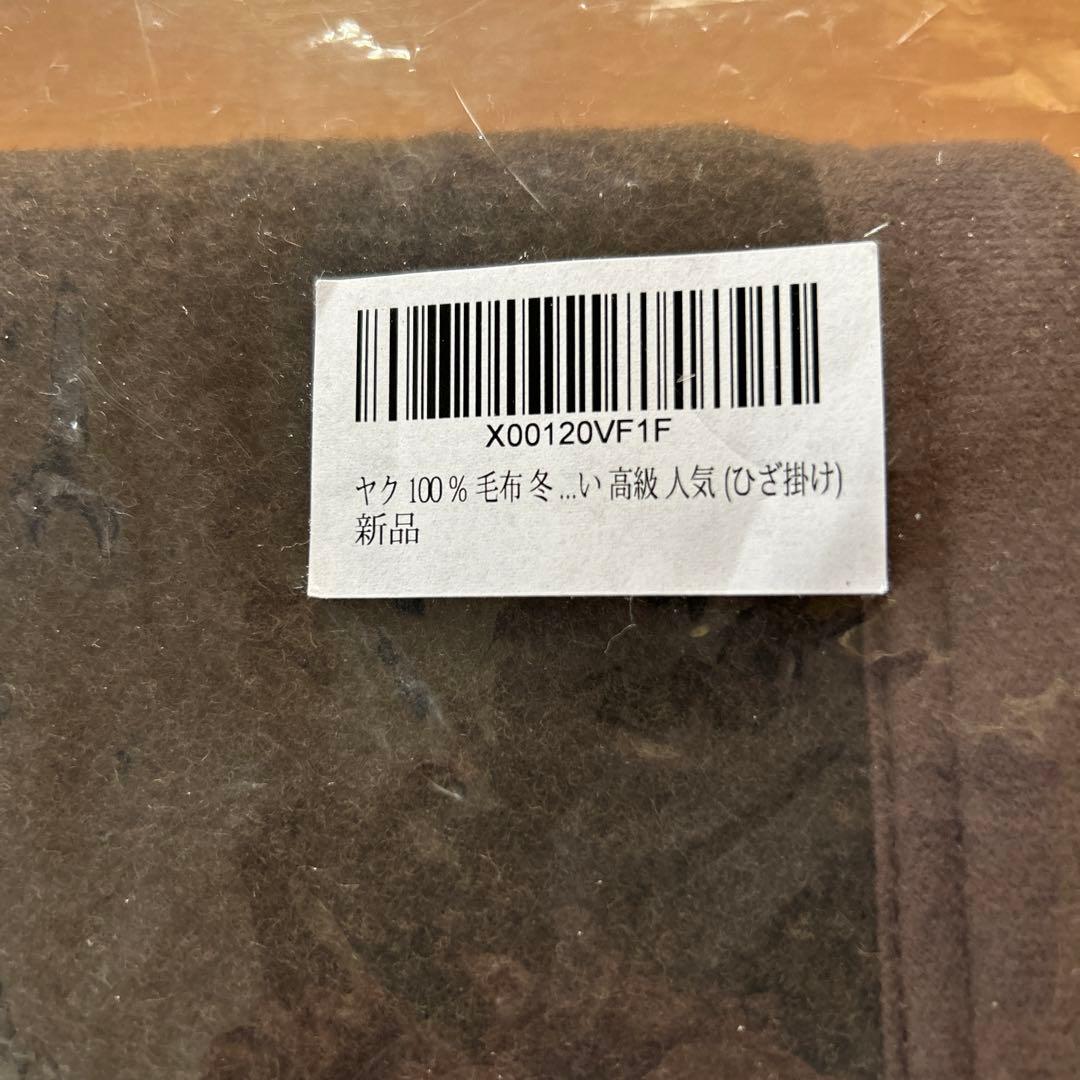 X00120VF1F
ヤク 100 % 毛布 冬 ...い 高級 人気 (ひざ掛け)
新品